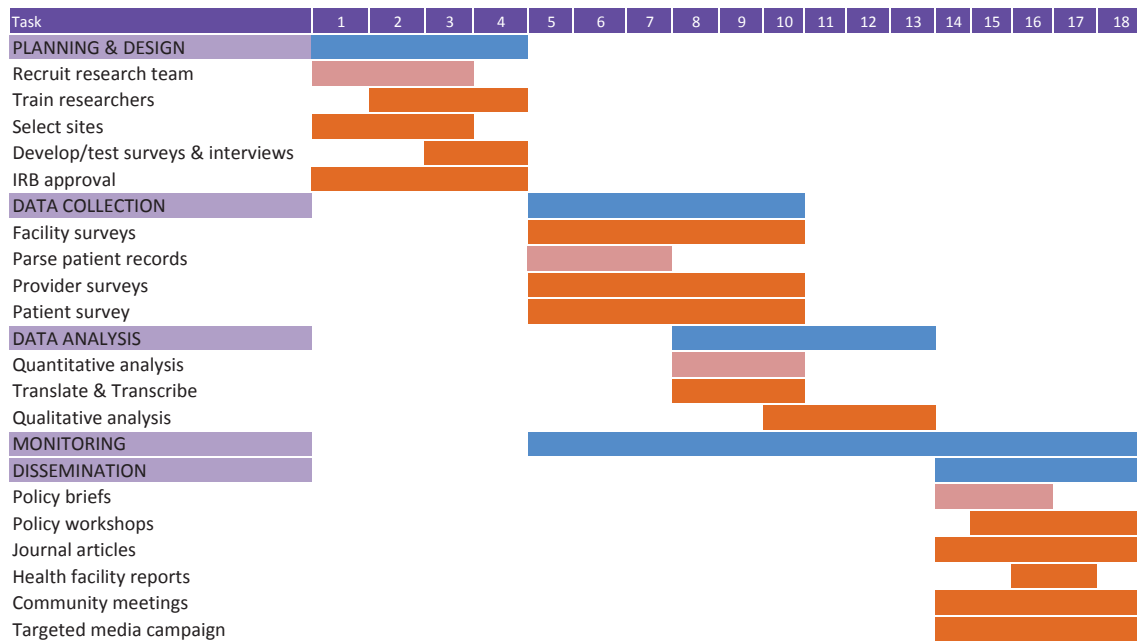 Task 1 2 3 4 5 6 7 8 9 10 11 12 13 14 15 16 17 18
PLANNING & DESIGN
Recruit research team
Train researchers
Select sites
Develop/test surveys & interviews
IRB approval
DATA COLLECTION
Facility surveys
Parse patient records
Provider surveys
Patient survey
DATA ANALYSIS
Quantitative analysis
Translate & Transcribe
Qualitative analysis
MONITORING
DISSEMINATION
Policy briefs
Policy workshops
Journal articles
Health facility reports
Community meetings
Targeted media campaign